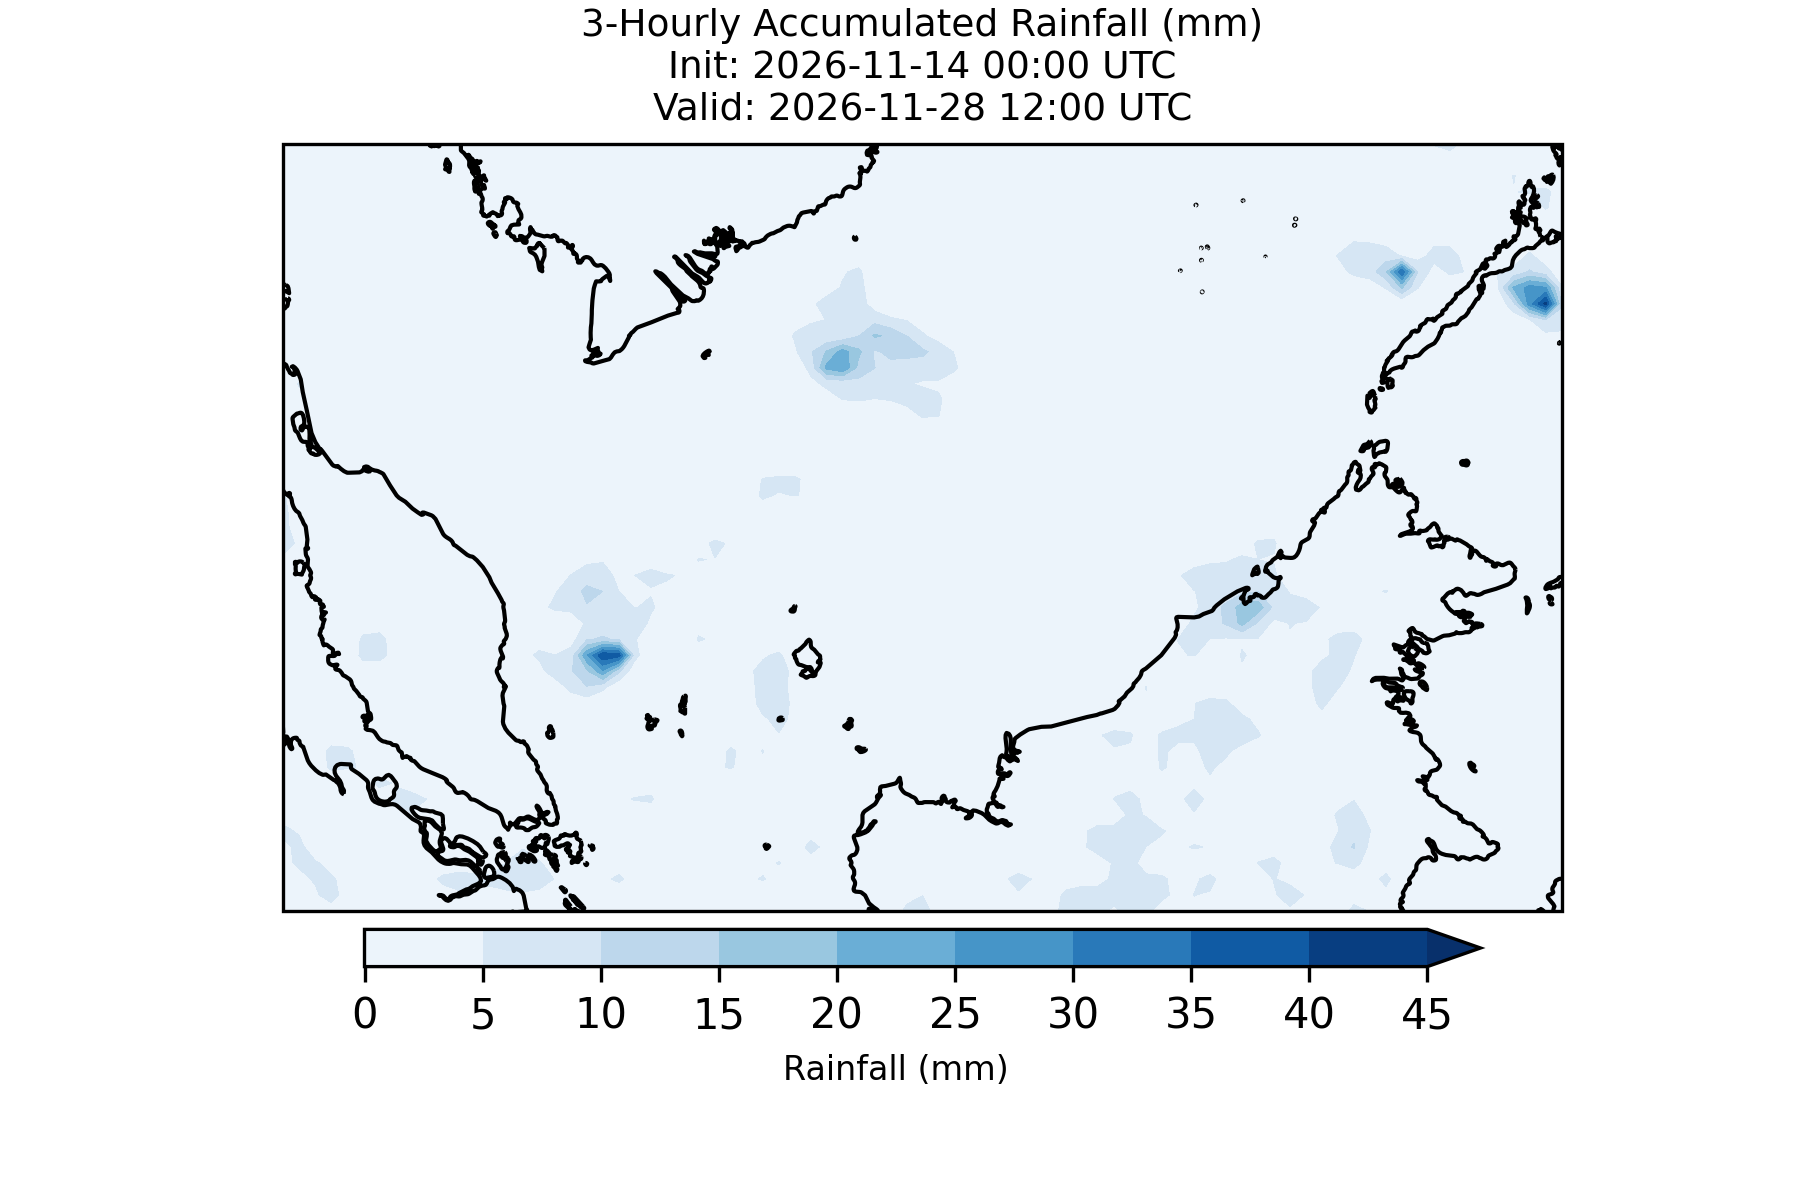 3-Hourly Accumulated Rainfall (mm)
Init: 2026-11-14 00:00 UTC
Valid: 2026-11-28 12:00 UTC
0 5 10 15 20 25 30 35 40 45
Rainfall (mm)